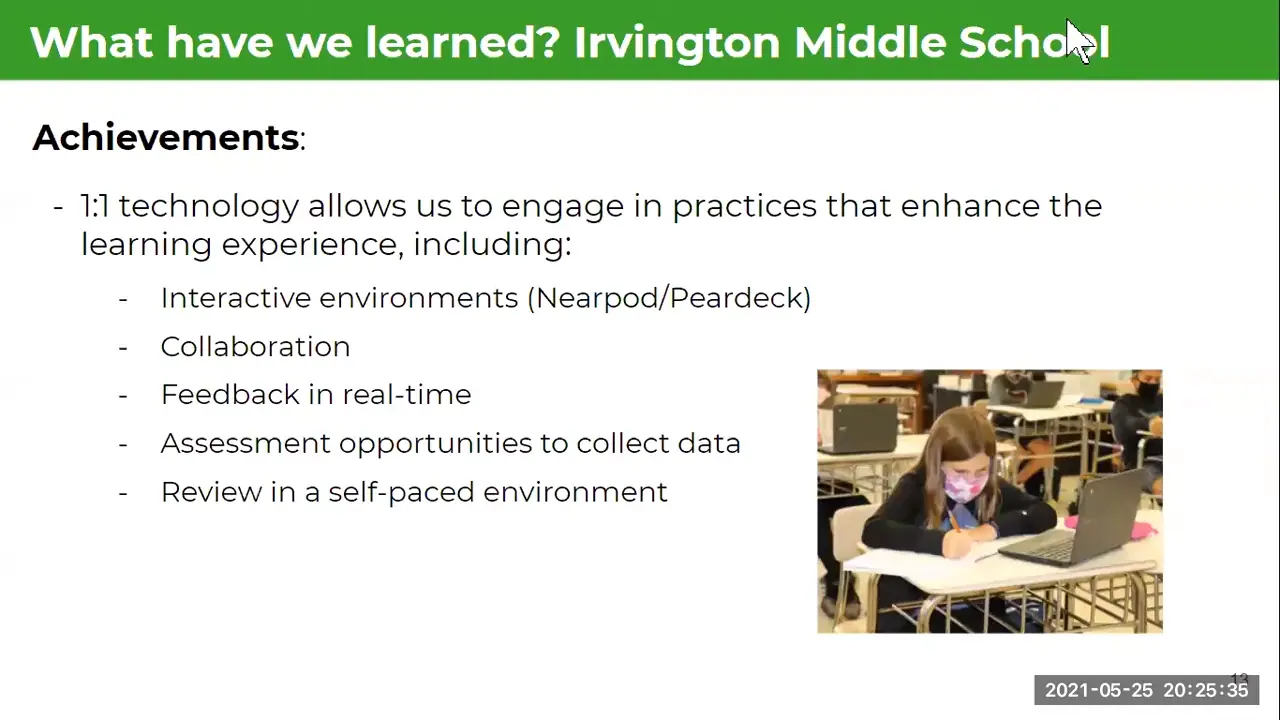 What have we learned? Irvington Middle School
Achievements:
- 1:1 technology allows us to engage in practices that enhance the
learning experience, including:
- Interactive environments (Nearpod/Peardeck)
- Collaboration
- Feedback in real-time
- Assessment opportunities to collect data
- Review in a self-paced environment
13
2021-05-25 20:25:35